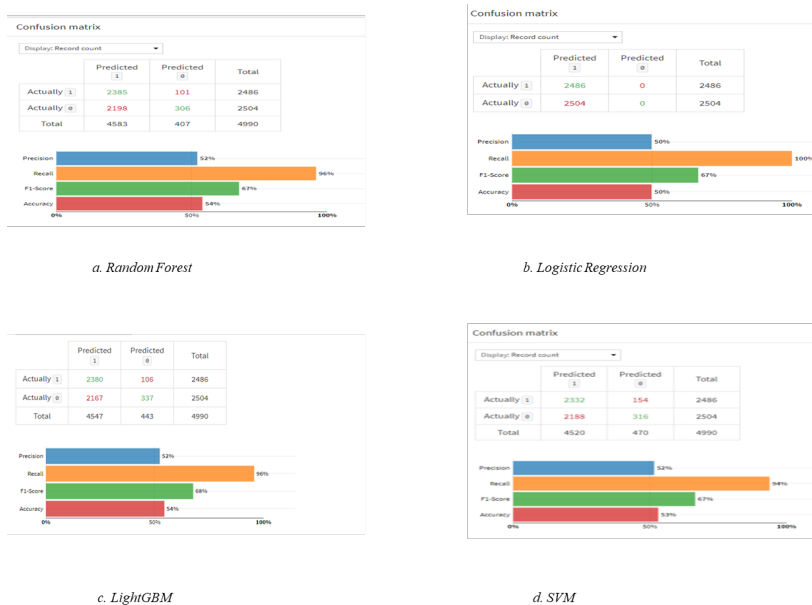 Confusion matrix
Display: Record count
Predicted 1 Predicted 0 Total
Actually 1 2385 101 2486
Actually 0 2198 306 2504
Total 4583 407 4990
Precision 52%
Recall 96%
F1-Score 67%
Accuracy 54%
0% 50% 100%
a. Random Forest
Confusion matrix
Display: Record count
Predicted 1 Predicted 0 Total
Actually 1 2486 0 2486
Actually 0 2504 0 2504
Precision 50%
Recall 100%
F1-Score 67%
Accuracy 50%
0% 50% 100%
b. Logistic Regression
Predicted 1 Predicted 0 Total
Actually 1 2380 106 2486
Actually 0 2167 337 2504
Total 4547 443 4990
Precision 52%
Recall 96%
F1-Score 68%
Accuracy 54%
0% 50% 100%
c. LightGBM
Confusion matrix
Display: Record count
Predicted 1 Predicted 0 Total
Actually 1 2332 154 2486
Actually 0 2188 316 2504
Total 4520 470 4990
Precision 52%
Recall 94%
F1-Score 67%
Accuracy 53%
0% 50% 100%
d. SVM